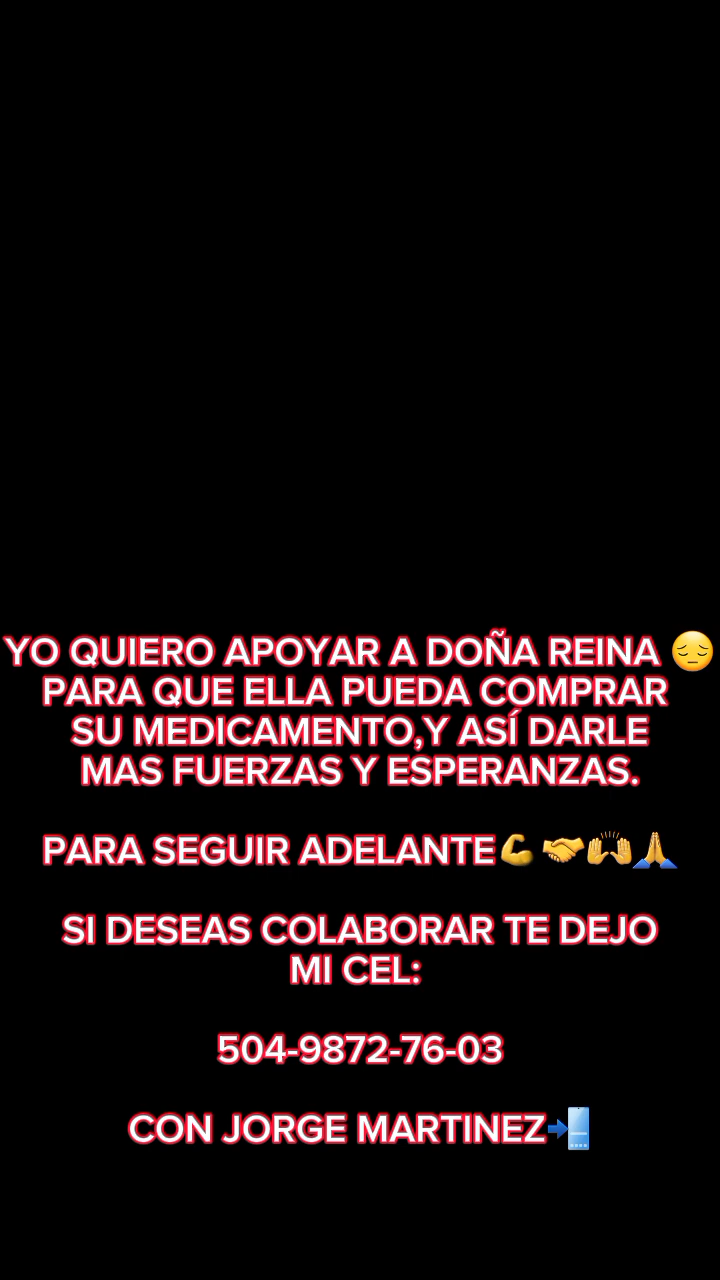 YO QUIERO APOYAR A DOÑA REINA 😔
PARA QUE ELLA PUEDA COMPRAR
SU MEDICAMENTO,Y ASÍ DARLE
MAS FUERZAS Y ESPERANZAS.
PARA SEGUIR ADELANTE💪🤝🙌🙏
SI DESEAS COLABORAR TE DEJO
MI CEL:
504-9872-76-03
CON JORGE MARTINEZ📲